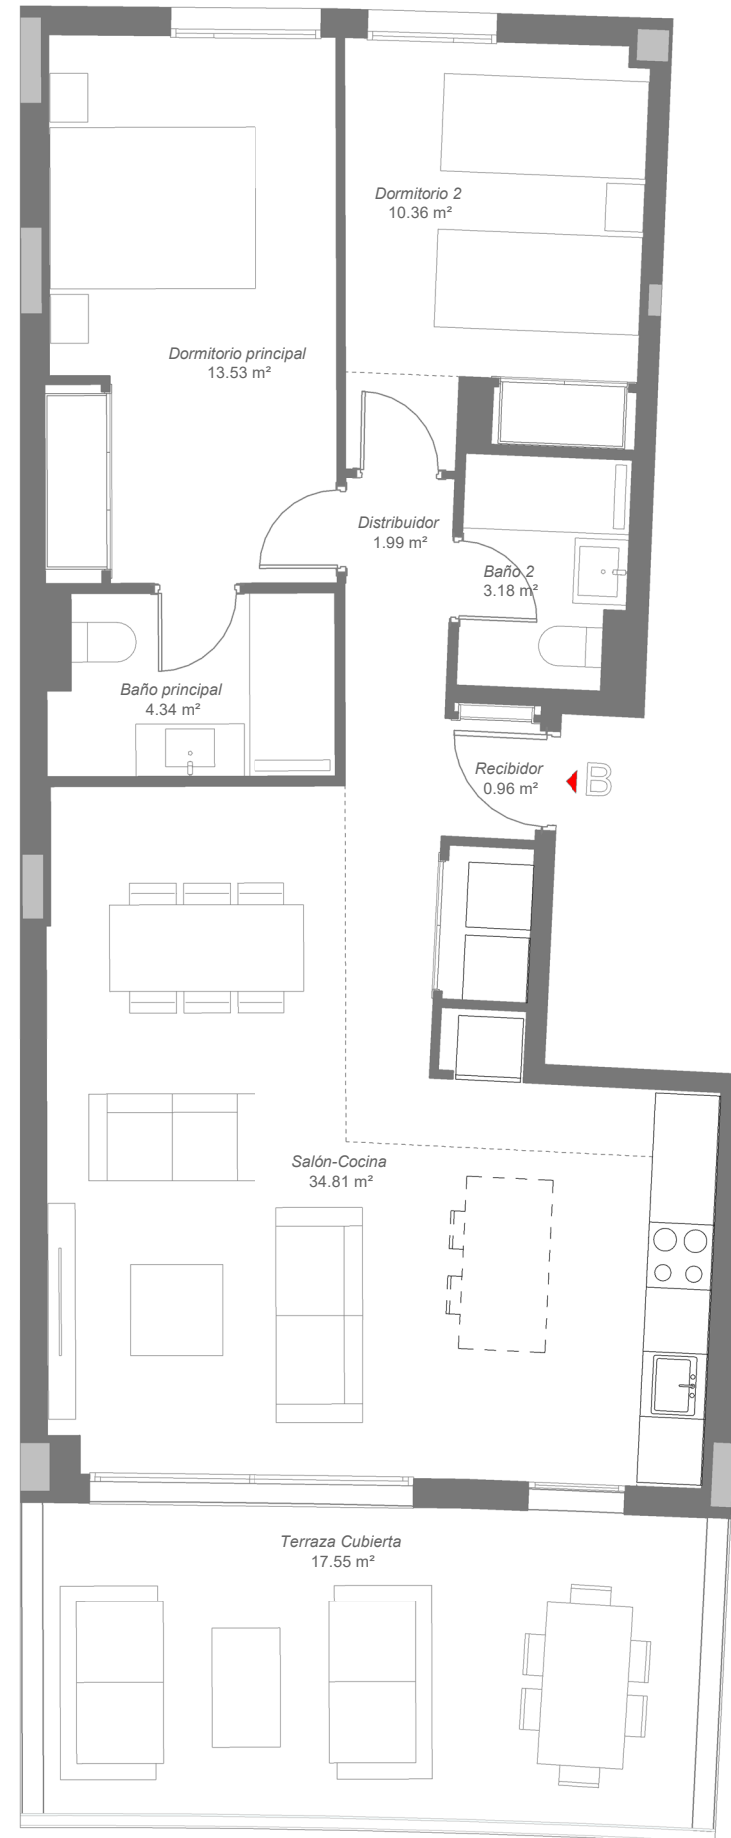 Dormitorio 2
10.36 m²
Dormitorio principal
13.53 m²
Distribuidor
1.99 m²
Baño 2
3.18 m²
Baño principal
4.34 m²
Recibidor
0.96 m²
B
Salón-Cocina
34.81 m²
Terraza Cubierta
17.55 m²